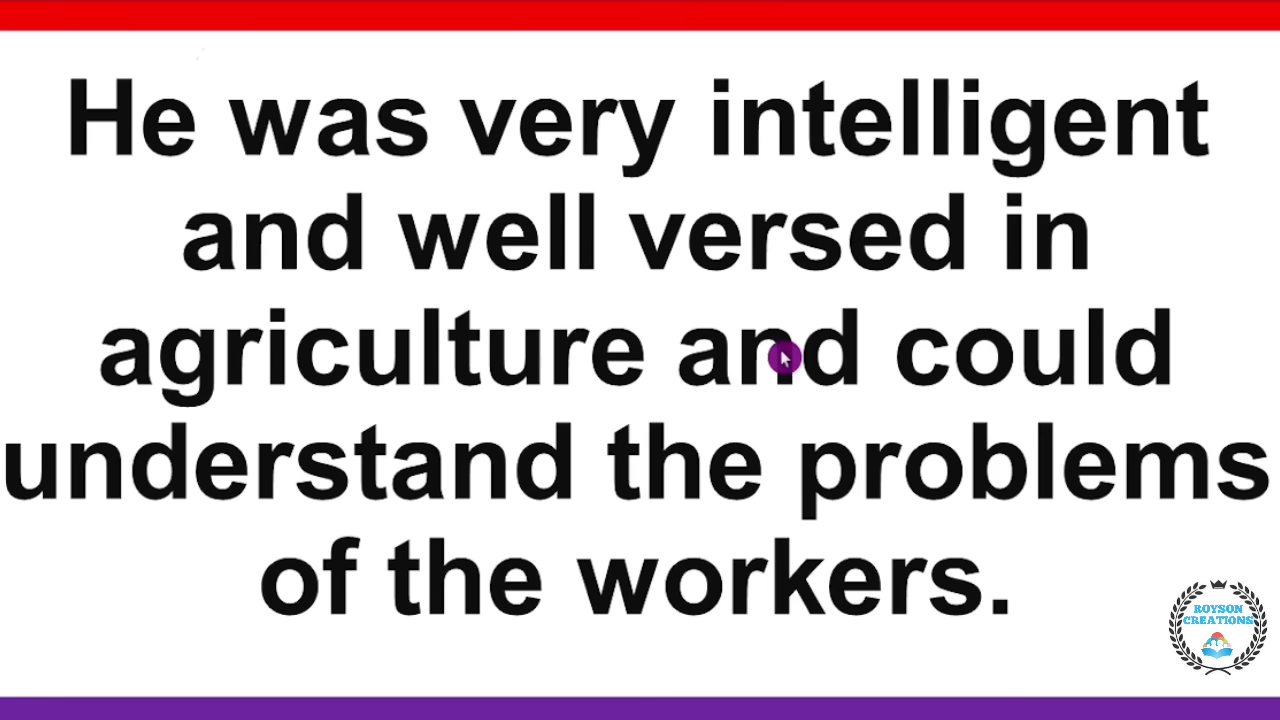 He was very intelligent
and well versed in
agriculture and could
understand the problems
of the workers.
ROYSON
CREATIONS